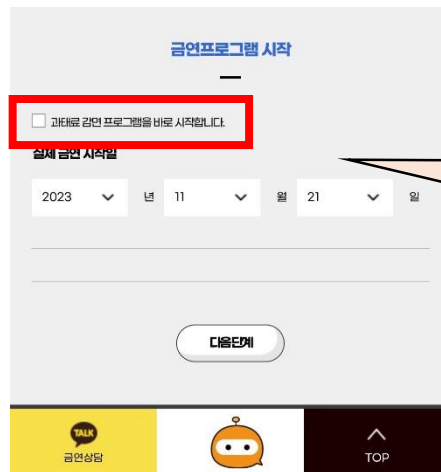 금연프로그램 시작
과태료 감면 프로그램을 바로 시작합니다.
실제 금연 시작일
2023 년 11 월 21 일
다음단계
TALK
금연상담
TOP